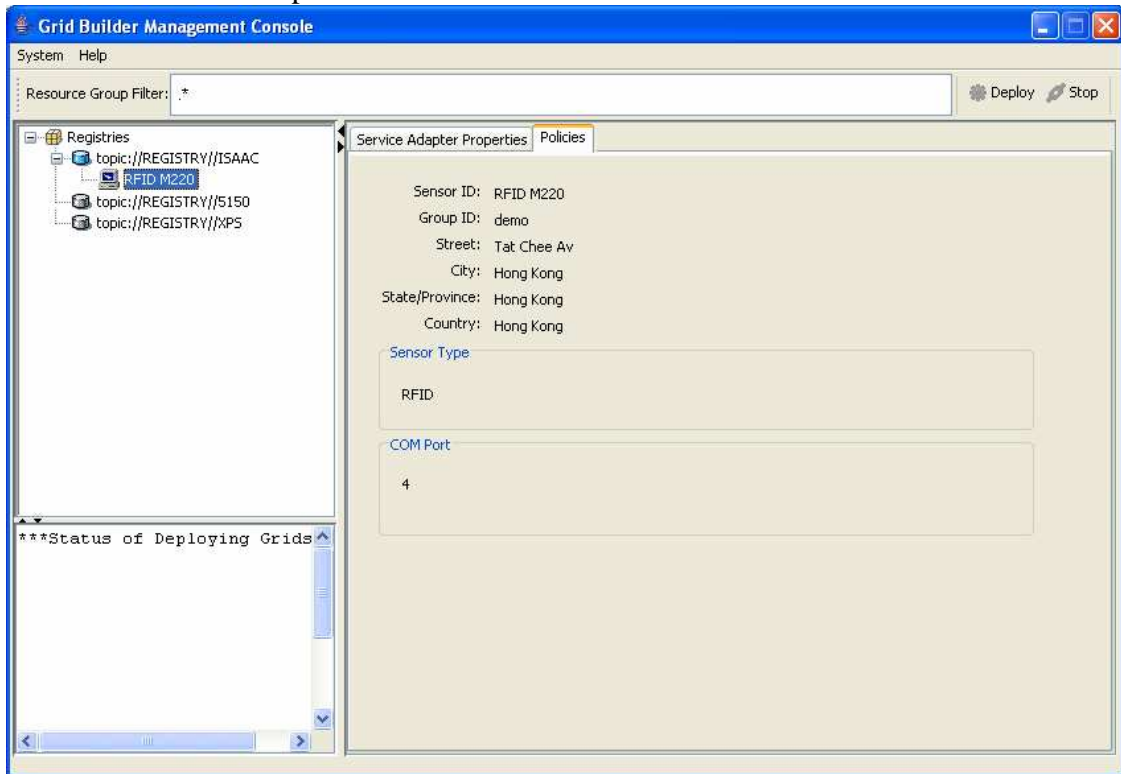 Grid Builder Management Console
System Help
Resource Group Filter: .*
Deploy Stop
Registries
topic://REGISTRY//ISAAC
RFID M220
topic://REGISTRY//5150
topic://REGISTRY//XPS
***Status of Deploying Grids
Service Adapter Properties Policies
Sensor ID: RFID M220
Group ID: demo
Street: Tat Chee Av
City: Hong Kong
State/Province: Hong Kong
Country: Hong Kong
Sensor Type
RFID
COM Port
4